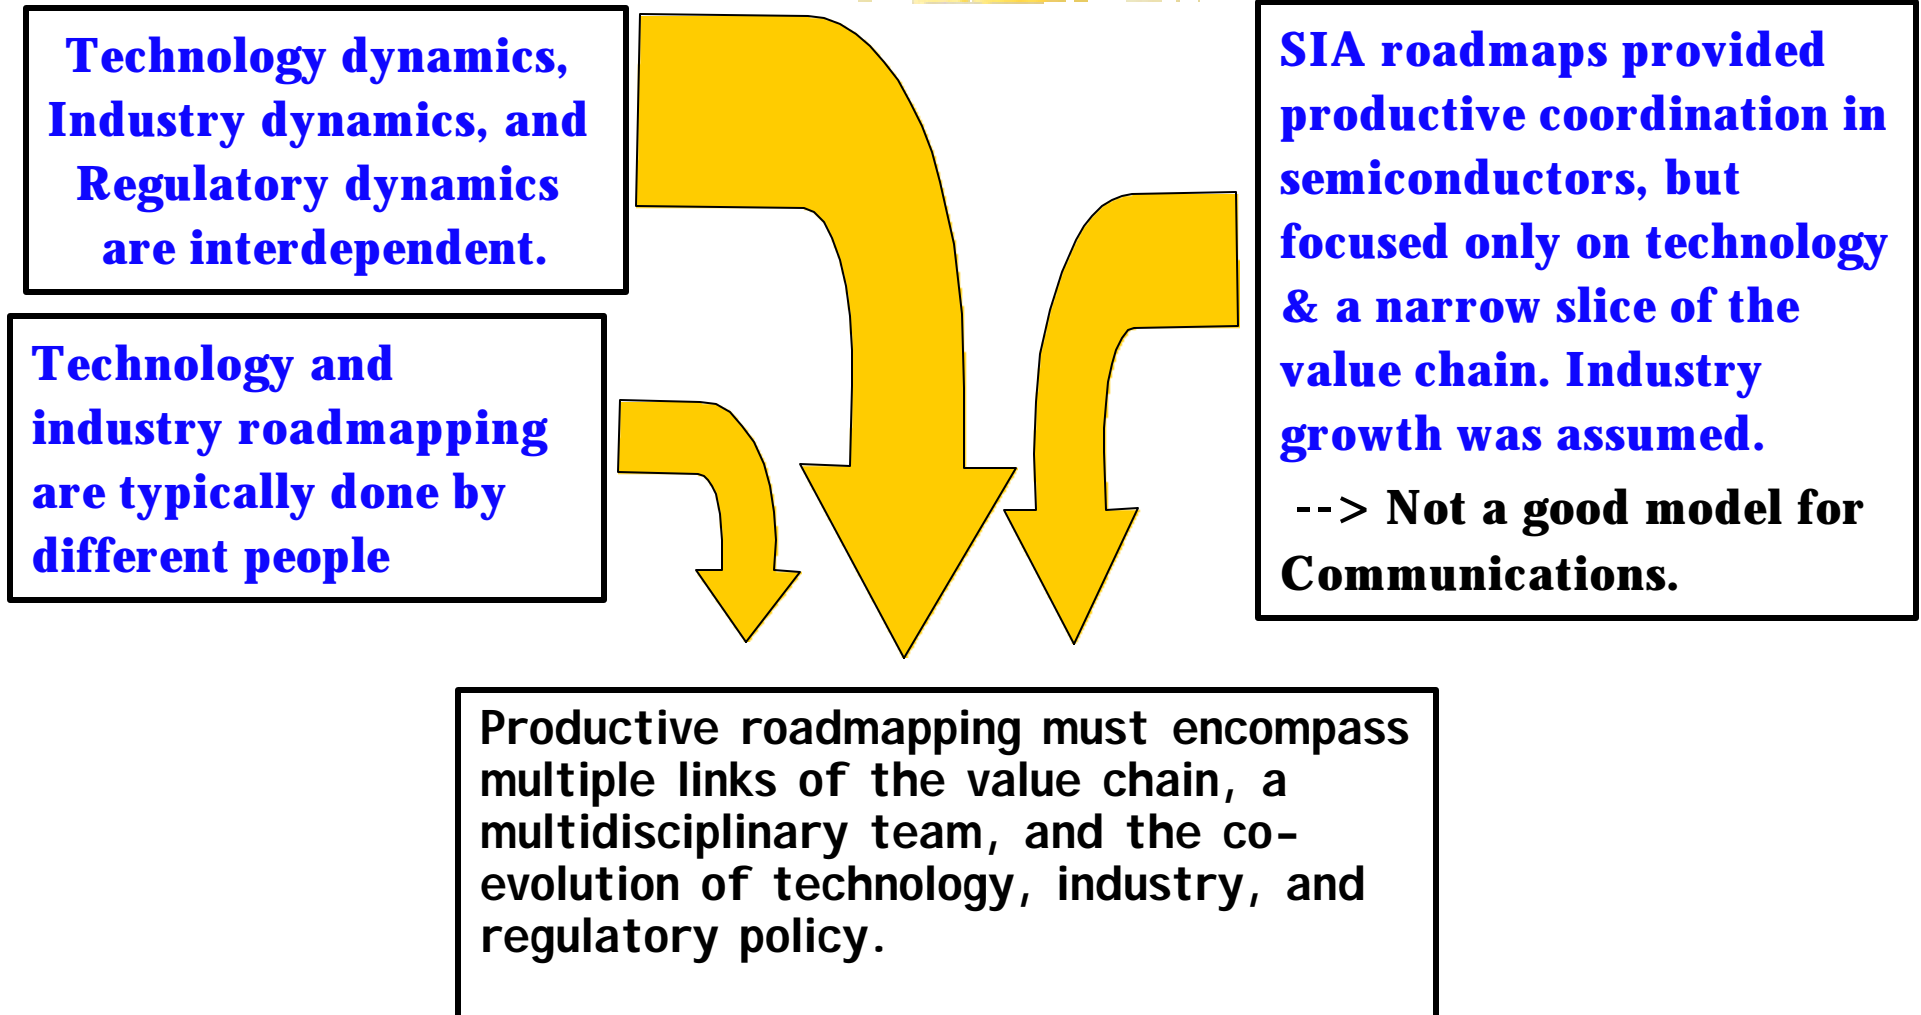 Technology dynamics,
Industry dynamics, and
Regulatory dynamics
are interdependent.
Technology and
industry roadmapping
are typically done by
different people
SIA roadmaps provided
productive coordination in
semiconductors, but
focused only on technology
& a narrow slice of the
value chain. Industry
growth was assumed.
--> Not a good model for
Communications.
Productive roadmapping must encompass
multiple links of the value chain, a
multidisciplinary team, and the co-
evolution of technology, industry, and
regulatory policy.